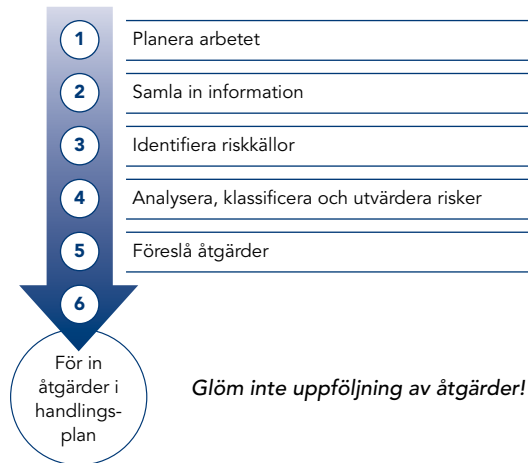 1 Planera arbetet
2 Samla in information
3 Identifiera riskkällor
4 Analysera, klassificera och utvärdera risker
5 Föreslå åtgärder
6
För in
åtgärder i
handlings-
plan
Glöm inte uppföljning av åtgärder!